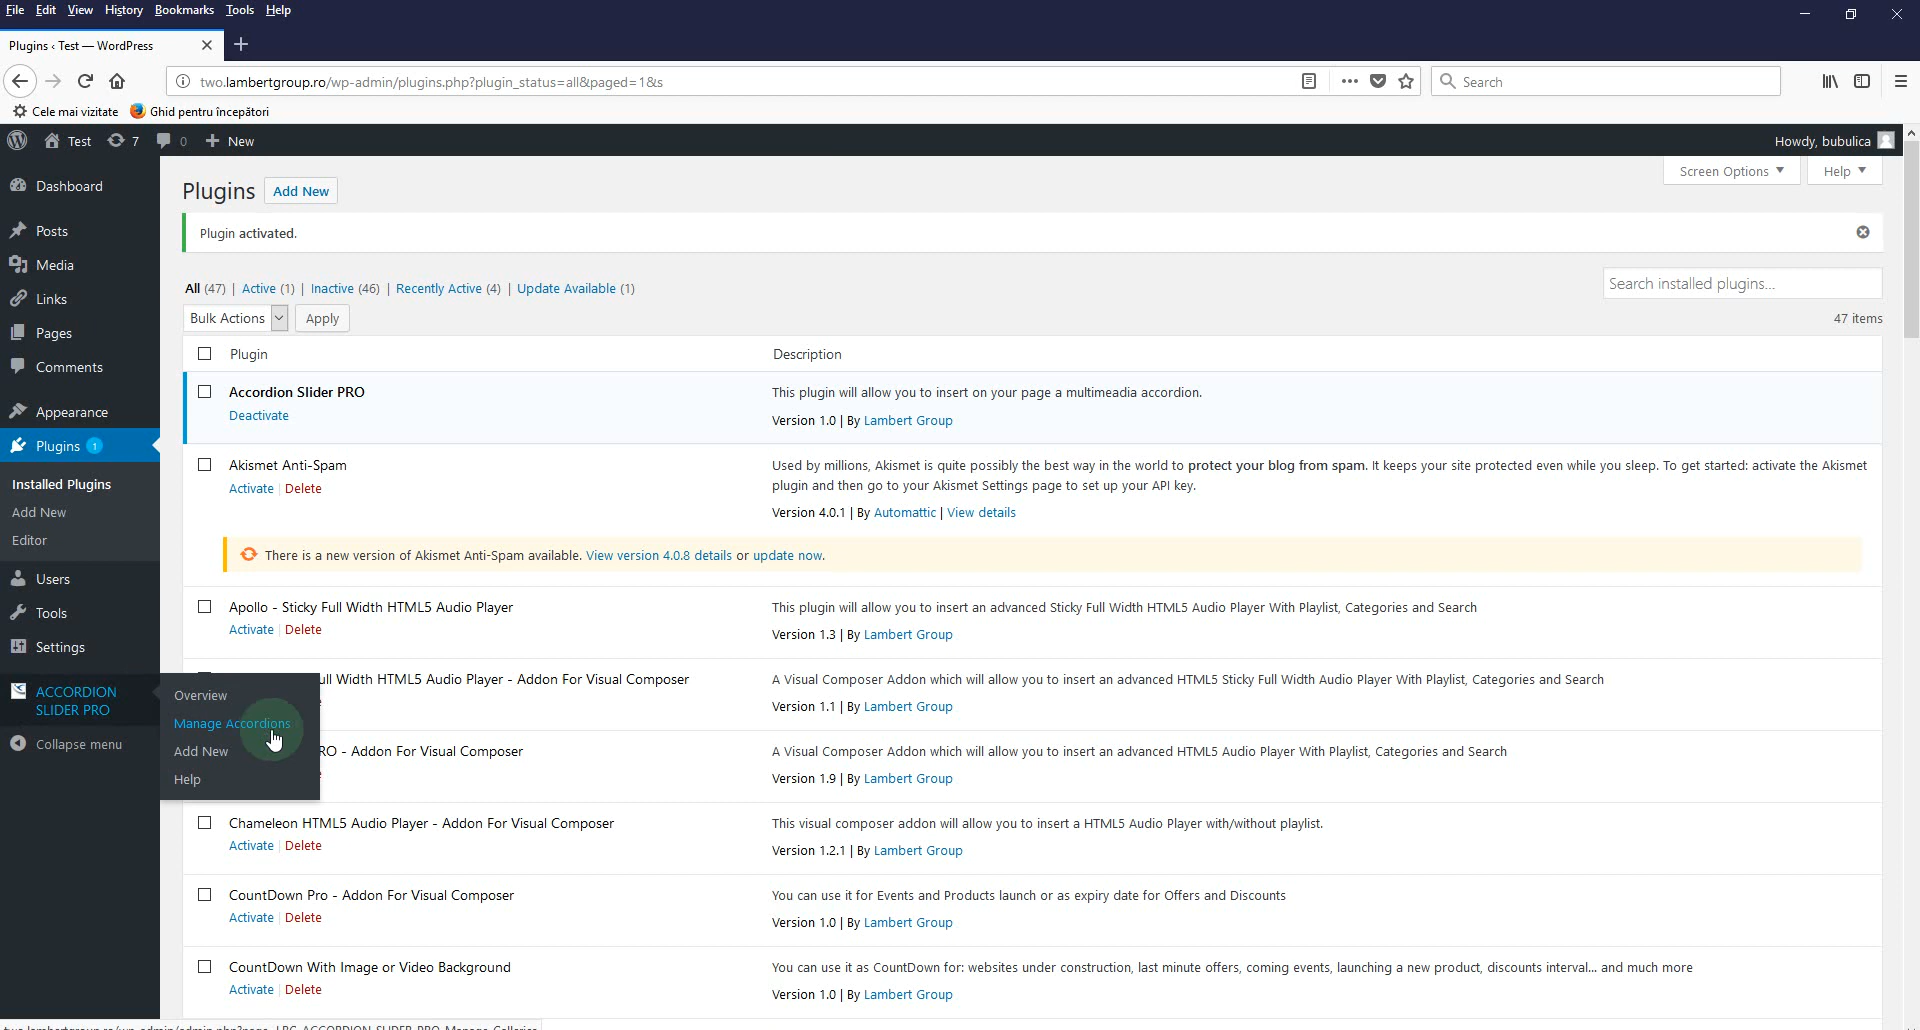 File Edit View History Bookmarks Tools Help
Plugins ‹ Test — WordPress
two.lambertgroup.ro/wp-admin/plugins.php?plugin_status=all&paged=1&s
Search
Cele mai vizitate Ghid pentru începători
Test 7 0 New
Howdy, bubulica
Dashboard
Posts
Media
Links
Pages
Comments
Appearance
Plugins 1
Installed Plugins
Add New
Editor
Users
Tools
Settings
ACCORDION
SLIDER PRO
Collapse menu
Overview
Manage Accordions
Add New
Help
Screen Options Help
Plugins Add New
Plugin activated.
All (47) | Active (1) | Inactive (46) | Recently Active (4) | Update Available (1)
Search installed plugins...
Bulk Actions Apply
47 items
Plugin Description
Accordion Slider PRO
Deactivate
This plugin will allow you to insert on your page a multimeadia accordion.
Version 1.0 | By Lambert Group
Akismet Anti-Spam
Activate | Delete
Used by millions, Akismet is quite possibly the best way in the world to protect your blog from spam. It keeps your site protected even while you sleep. To get started: activate the Akismet
plugin and then go to your Akismet Settings page to set up your API key.
Version 4.0.1 | By Automattic | View details
There is a new version of Akismet Anti-Spam available. View version 4.0.8 details or update now.
Apollo - Sticky Full Width HTML5 Audio Player
Activate | Delete
This plugin will allow you to insert an advanced Sticky Full Width HTML5 Audio Player With Playlist, Categories and Search
Version 1.3 | By Lambert Group
ull Width HTML5 Audio Player - Addon For Visual Composer
A Visual Composer Addon which will allow you to insert an advanced HTML5 Sticky Full Width Audio Player With Playlist, Categories and Search
Version 1.1 | By Lambert Group
RO - Addon For Visual Composer
A Visual Composer Addon which will allow you to insert an advanced HTML5 Audio Player With Playlist, Categories and Search
Version 1.9 | By Lambert Group
Chameleon HTML5 Audio Player - Addon For Visual Composer
Activate | Delete
This visual composer addon will allow you to insert a HTML5 Audio Player with/without playlist.
Version 1.2.1 | By Lambert Group
CountDown Pro - Addon For Visual Composer
Activate | Delete
You can use it for Events and Products launch or as expiry date for Offers and Discounts
Version 1.0 | By Lambert Group
CountDown With Image or Video Background
Activate | Delete
You can use it as CountDown for: websites under construction, last minute offers, coming events, launching a new product, discounts interval... and much more
Version 1.0 | By Lambert Group